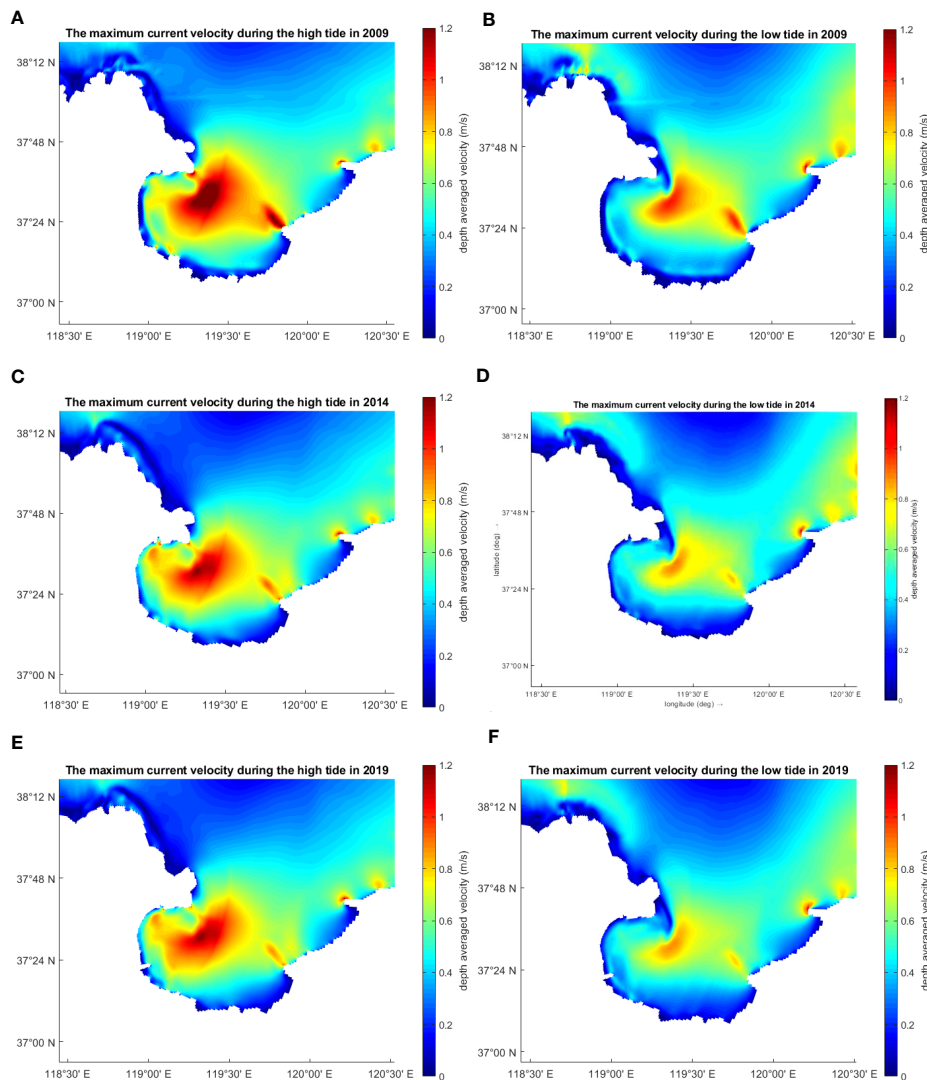 A
The maximum current velocity during the high tide in 2009
38°12' N
37°48' N
37°24' N
37°00' N
118°30' E 119°00' E 119°30' E 120°00' E 120°30' E
1.2
1
0.8
0.6
0.4
0.2
0
depth averaged velocity (m/s)
B
The maximum current velocity during the low tide in 2009
38°12' N
37°48' N
37°24' N
37°00' N
118°30' E 119°00' E 119°30' E 120°00' E 120°30' E
1.2
1
0.8
0.6
0.4
0.2
0
depth averaged velocity (m/s)
C
The maximum current velocity during the high tide in 2014
38°12' N
37°48' N
37°24' N
37°00' N
118°30' E 119°00' E 119°30' E 120°00' E 120°30' E
1.2
1
0.8
0.6
0.4
0.2
0
depth averaged velocity (m/s)
D
The maximum current velocity during the low tide in 2014
38°12' N
37°48' N
37°24' N
37°00' N
latitude (deg) →
118°30' E 119°00' E 119°30' E 120°00' E 120°30' E
longitude (deg) →
1.2
1
0.8
0.6
0.4
0.2
0
depth averaged velocity (m/s)
E
The maximum current velocity during the high tide in 2019
38°12' N
37°48' N
37°24' N
37°00' N
118°30' E 119°00' E 119°30' E 120°00' E 120°30' E
1.2
1
0.8
0.6
0.4
0.2
0
depth averaged velocity (m/s)
F
The maximum current velocity during the low tide in 2019
38°12' N
37°48' N
37°24' N
37°00' N
118°30' E 119°00' E 119°30' E 120°00' E 120°30' E
1.2
1
0.8
0.6
0.4
0.2
0
depth averaged velocity (m/s)